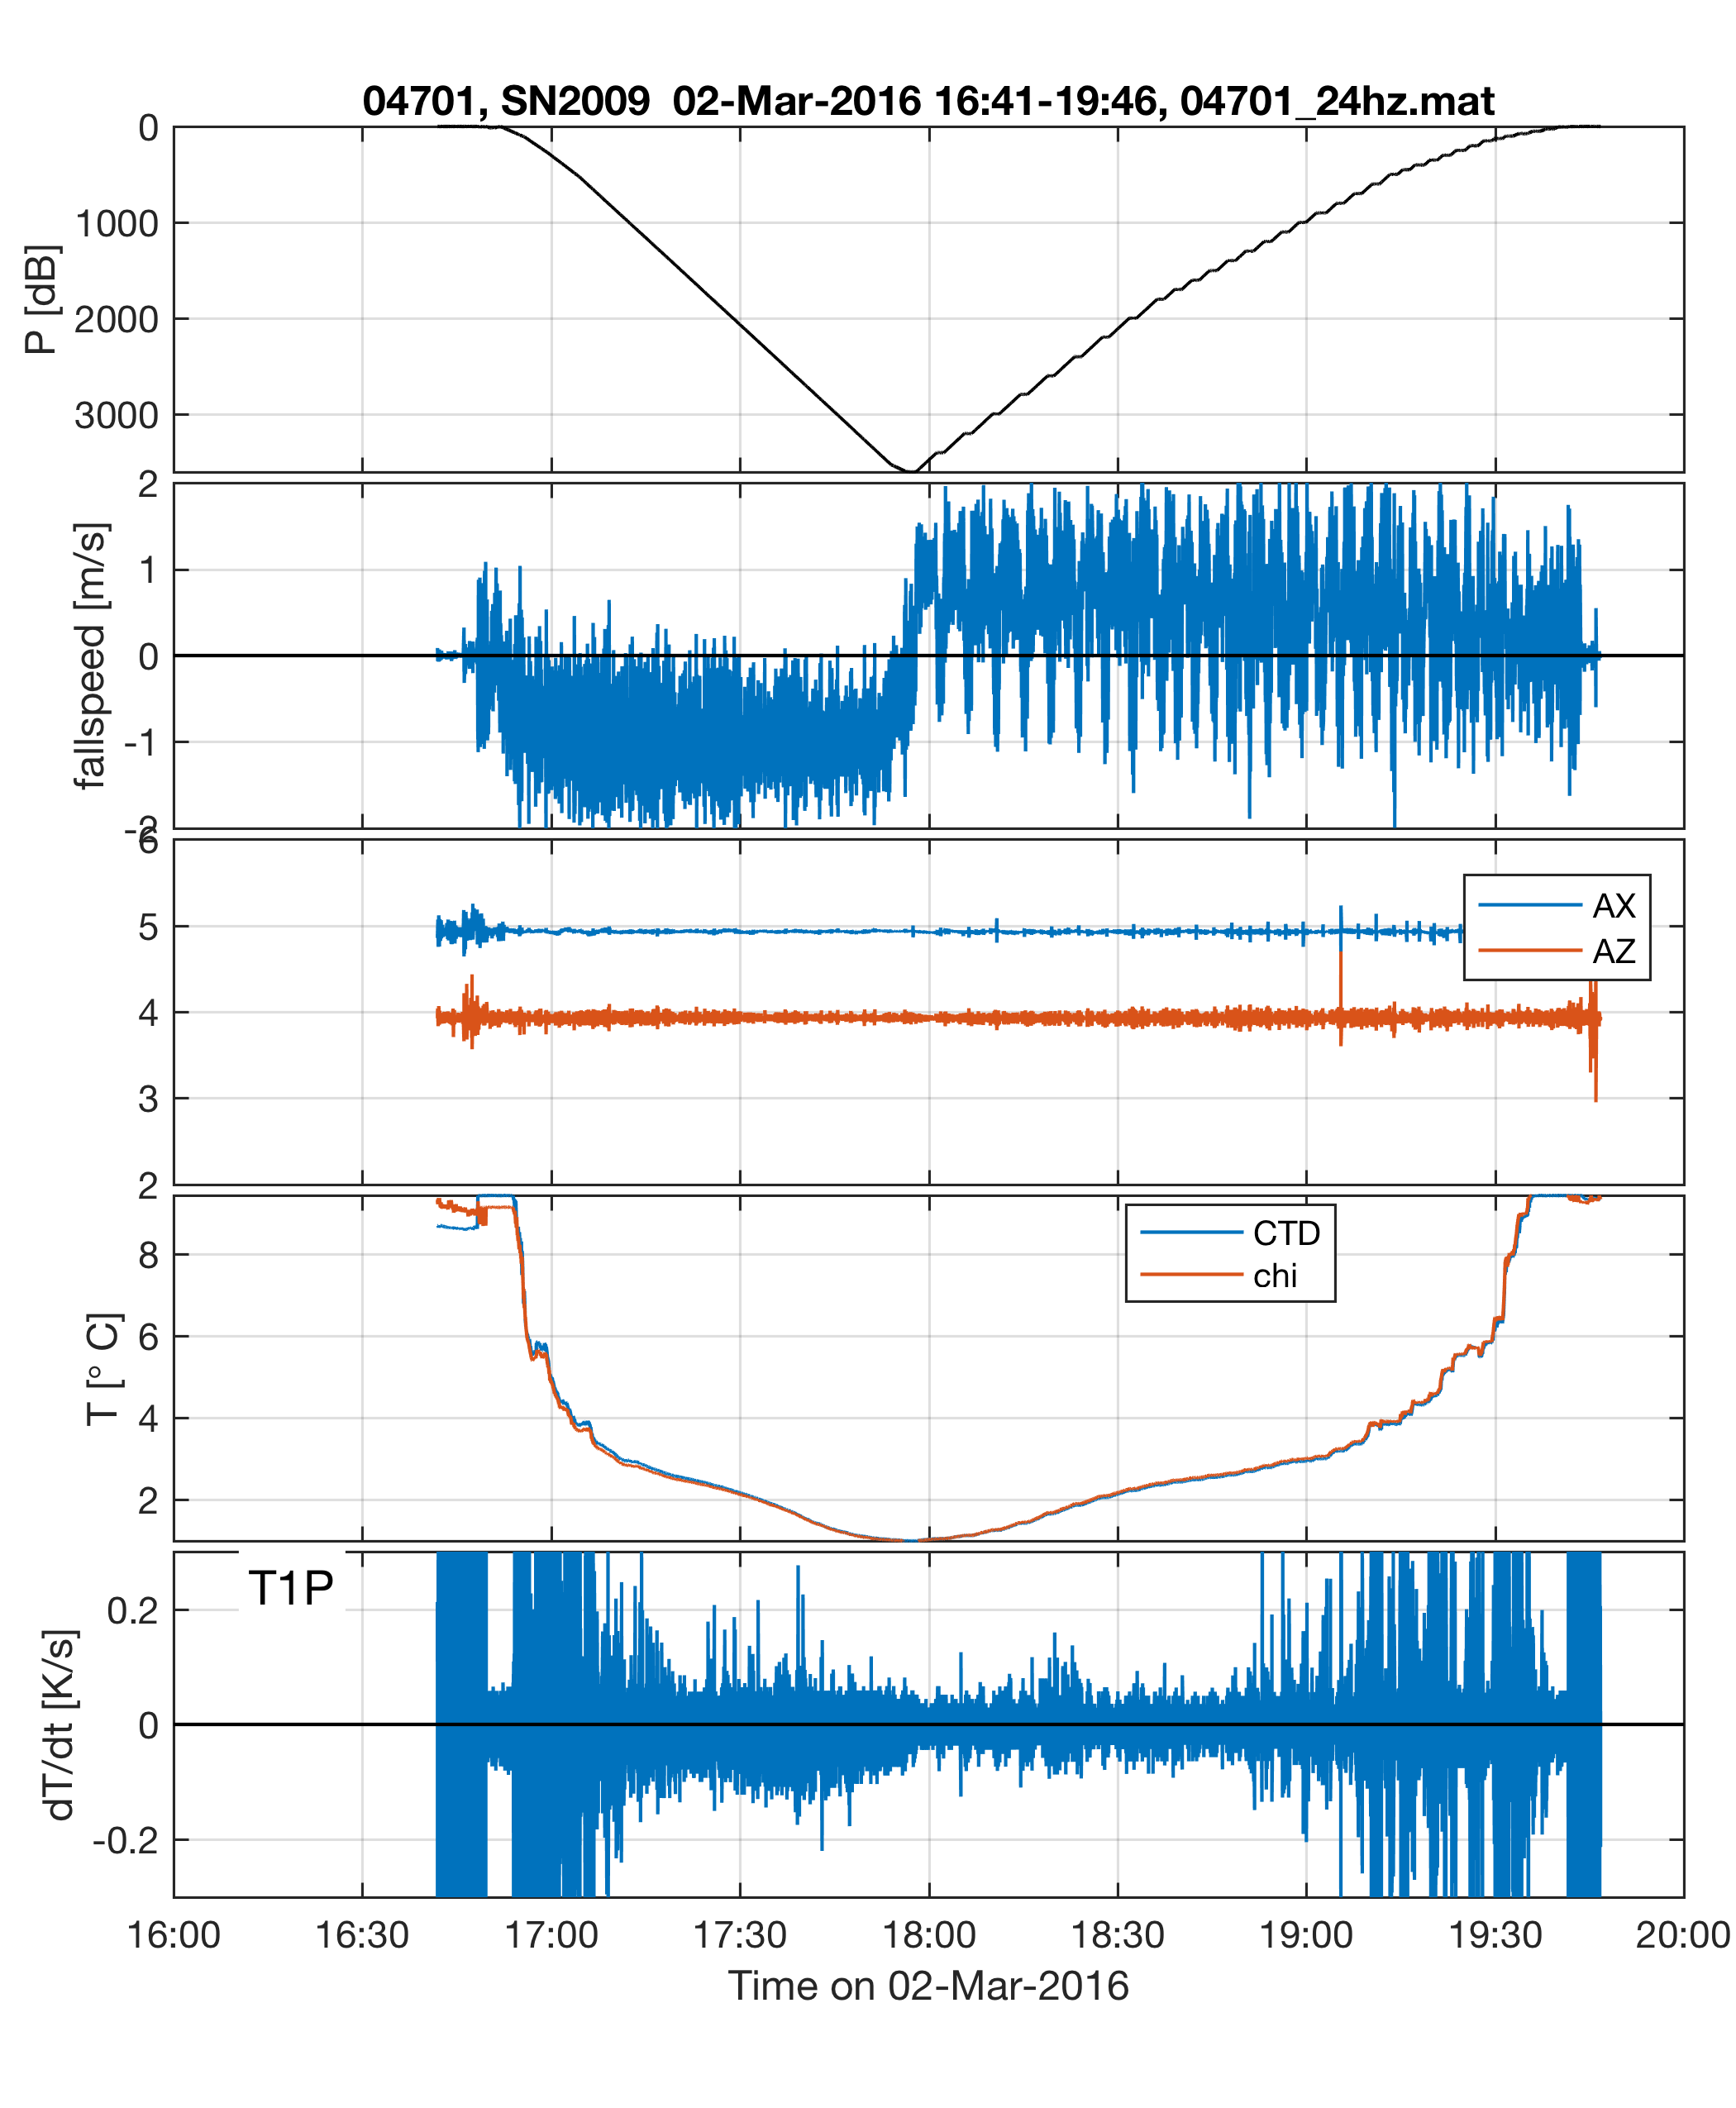 04701, SN2009  02-Mar-2016 16:41-19:46, 04701_24hz.mat
0
1000
2000
3000
P [dB]
2
1
0
-1
-2
fallspeed [m/s]
6
5
4
3
2
AX
AZ
8
6
4
2
T [° C]
CTD
chi
T1P
0.2
0
-0.2
dT/dt [K/s]
16:00 16:30 17:00 17:30 18:00 18:30 19:00 19:30 20:00
Time on 02-Mar-2016